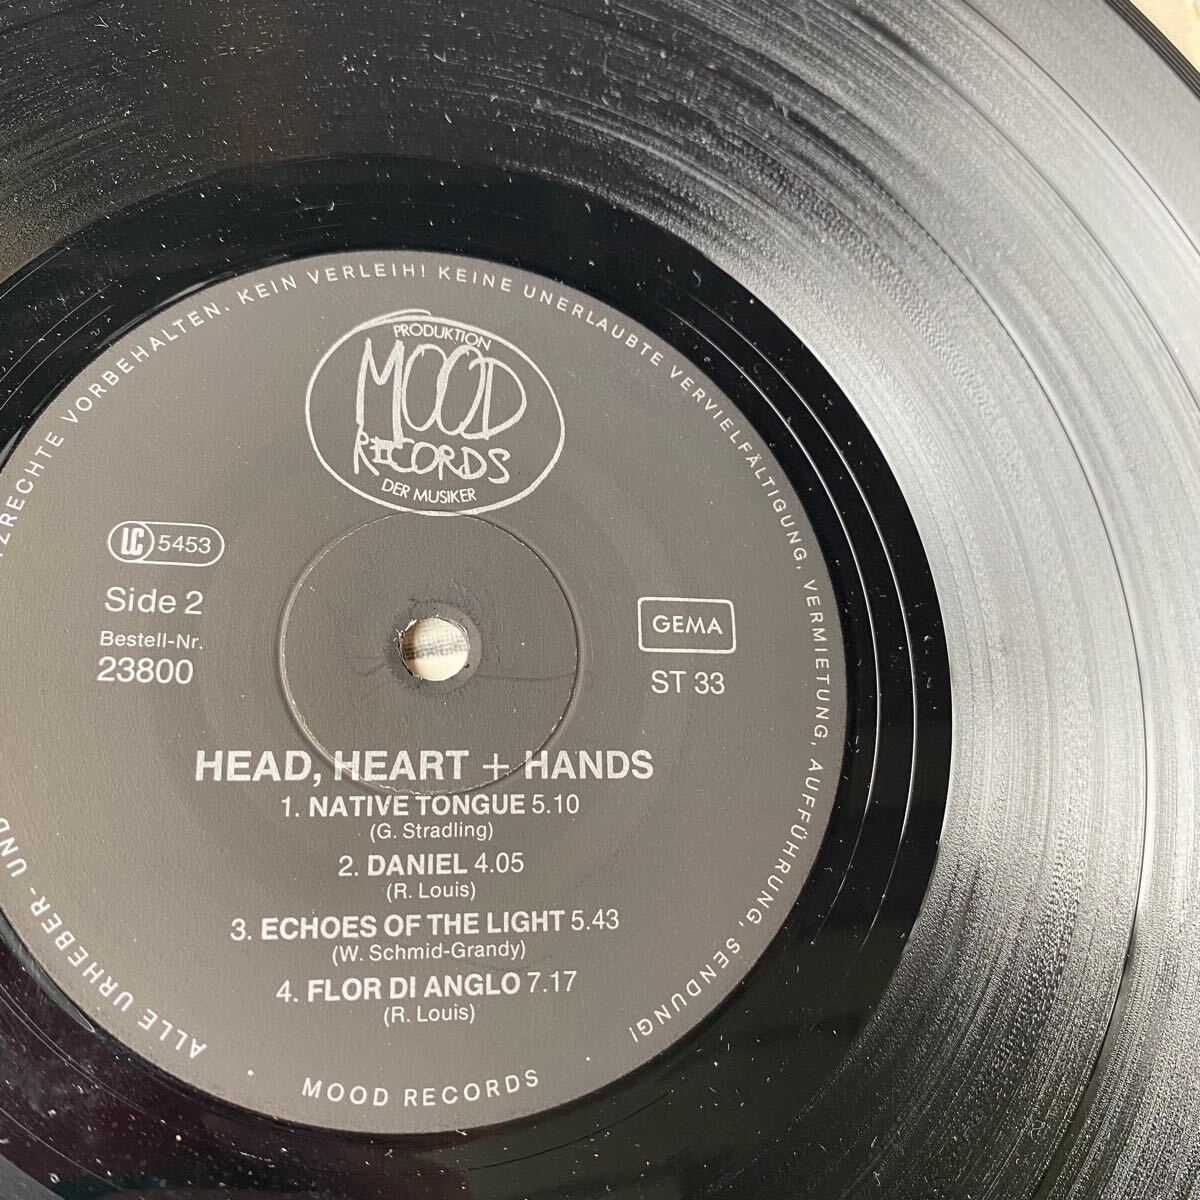 PRODUKTION
MOOD
RECORDS
DER MUSIKER
LC 5453
Side 2
Bestell-Nr.
23800
GEMA
ST 33
HEAD, HEART + HANDS
1. NATIVE TONGUE 5.10
(G. Stradling)
2. DANIEL 4.05
(R. Louis)
3. ECHOES OF THE LIGHT 5.43
(W. Schmid-Grandy)
4. FLOR DI ANGLO 7.17
(R. Louis)
ALLE URHEBER- UND
VORBEHALTEN. KEIN VERLEIH! KEINE UNERLAUBTE VERVIELFÄLTIGUNG, VERMIETUNG, AUFFÜHRUNG, SENDUNG!
· MOOD RECORDS ·